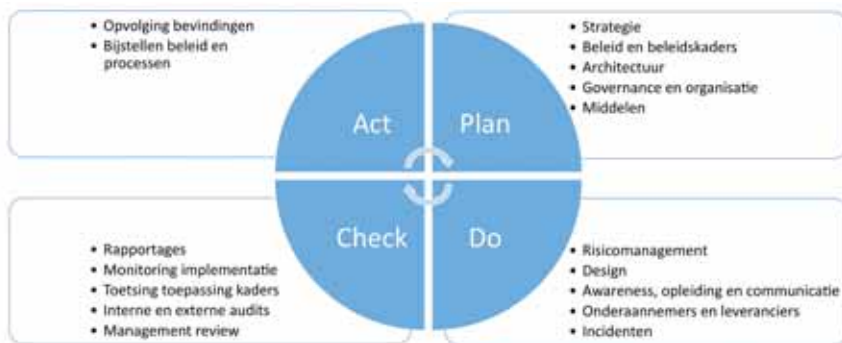 • Opvolging bevindingen
• Bijstellen beleid en
processen
Act
Plan
• Strategie
• Beleid en beleidskaders
• Architectuur
• Governance en organisatie
• Middelen
Check
Do
• Rapportages
• Monitoring implementatie
• Toetsing toepassing kaders
• Interne en externe audits
• Management review
• Risicomanagement
• Design
• Awareness, opleiding en communicatie
• Onderaannemers en leveranciers
• Incidenten